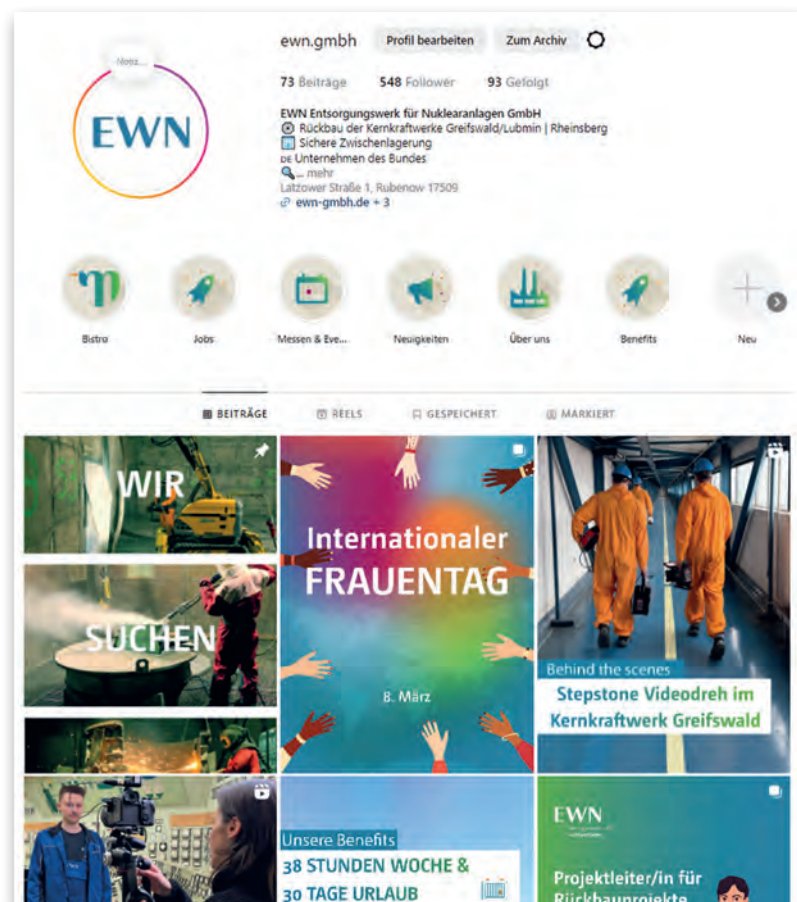 ewn.gmbh Profil bearbeiten Zum Archiv
Notiz...
73 Beiträge 548 Follower 93 Gefolgt
EWN
EWN Entsorgungswerk für Nuklearanlagen GmbH
Rückbau der Kernkraftwerke Greifswald/Lubmin | Rheinsberg
Sichere Zwischenlagerung
DE Unternehmen des Bundes
... mehr
Latzower Straße 1, Rubenow 17509
ewn-gmbh.de + 3
Bistro Jobs Messen & Eve... Neuigkeiten Über uns Benefits Neu
BEITRÄGE REELS GESPEICHERT MARKIERT
WIR
SUCHEN
Internationaler
FRAUENTAG
8. März
Behind the scenes
Stepstone Videodreh im
Kernkraftwerk Greifswald
Unsere Benefits
38 STUNDEN WOCHE &
30 TAGE URLAUB
EWN
Projektleiter/in für
Rückbauprojekte